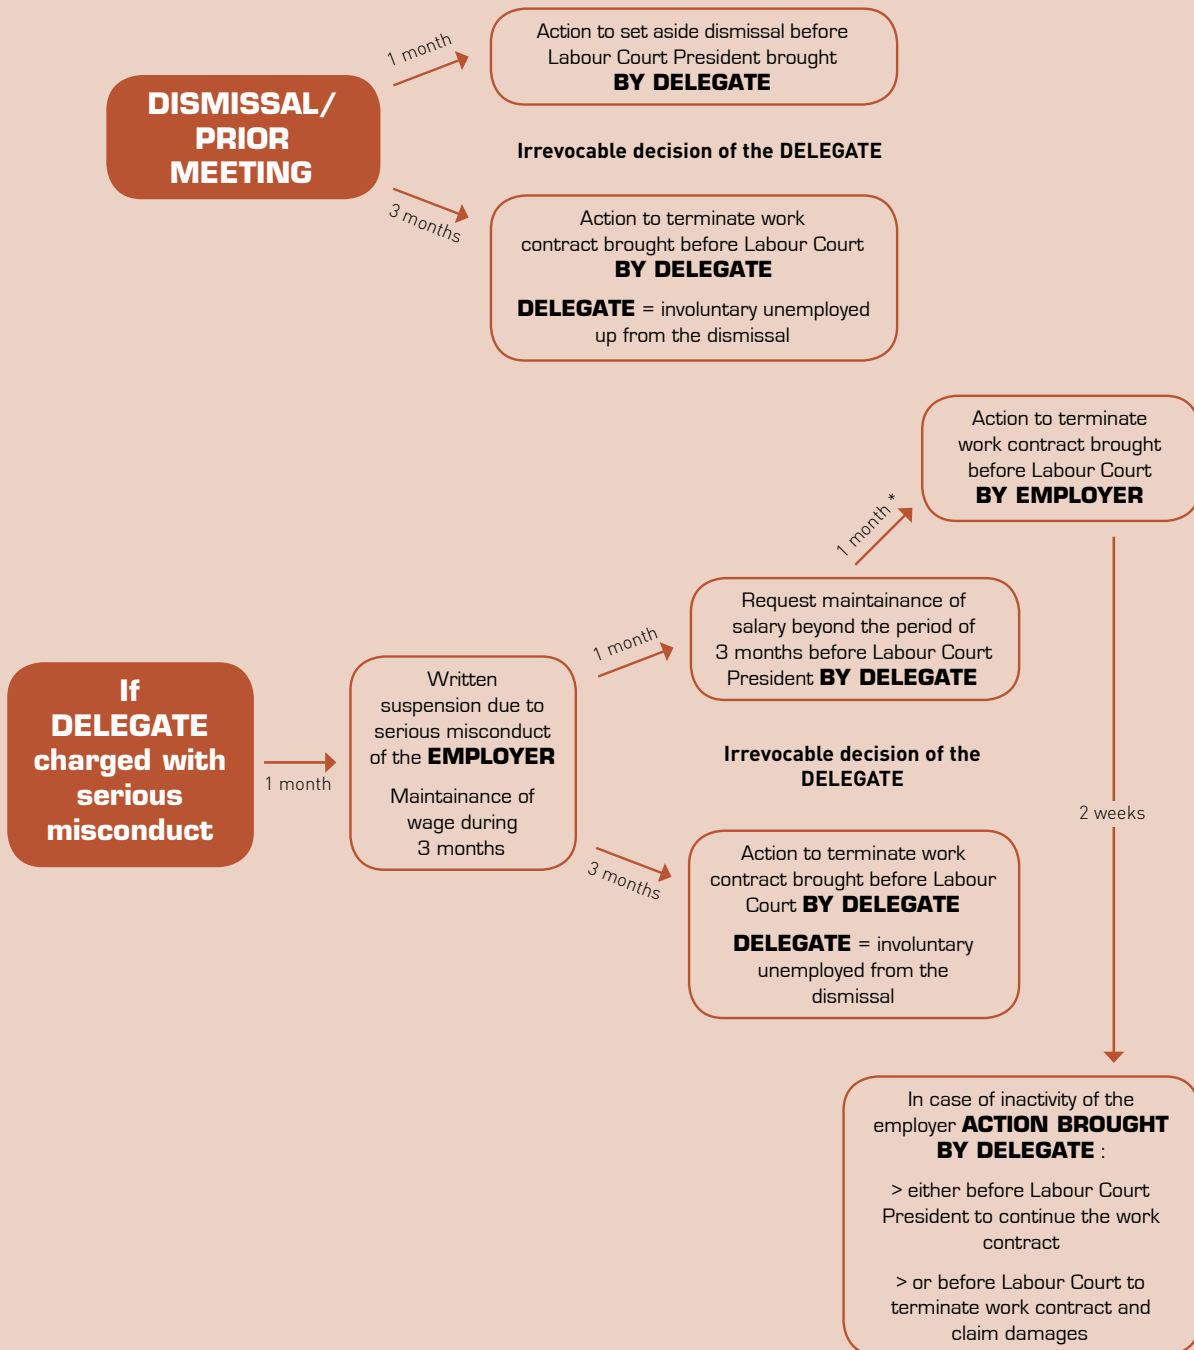 DISMISSAL/
PRIOR
MEETING
1 month
Action to set aside dismissal before
Labour Court President brought
BY DELEGATE
Irrevocable decision of the DELEGATE
3 months
Action to terminate work
contract brought before Labour Court
BY DELEGATE
DELEGATE = involuntary unemployed
up from the dismissal
If
DELEGATE
charged with
serious
misconduct
1 month
Written
suspension due to
serious misconduct
of the EMPLOYER
Maintainance of
wage during
3 months
1 month
Request maintainance of
salary beyond the period of
3 months before Labour Court
President BY DELEGATE
1 month *
Action to terminate
work contract brought
before Labour Court
BY EMPLOYER
Irrevocable decision of the
DELEGATE
3 months
Action to terminate work
contract brought before Labour
Court BY DELEGATE
DELEGATE = involuntary
unemployed from the
dismissal
2 weeks
In case of inactivity of the
employer ACTION BROUGHT
BY DELEGATE :
> either before Labour Court
President to continue the work
contract
> or before Labour Court to
terminate work contract and
claim damages